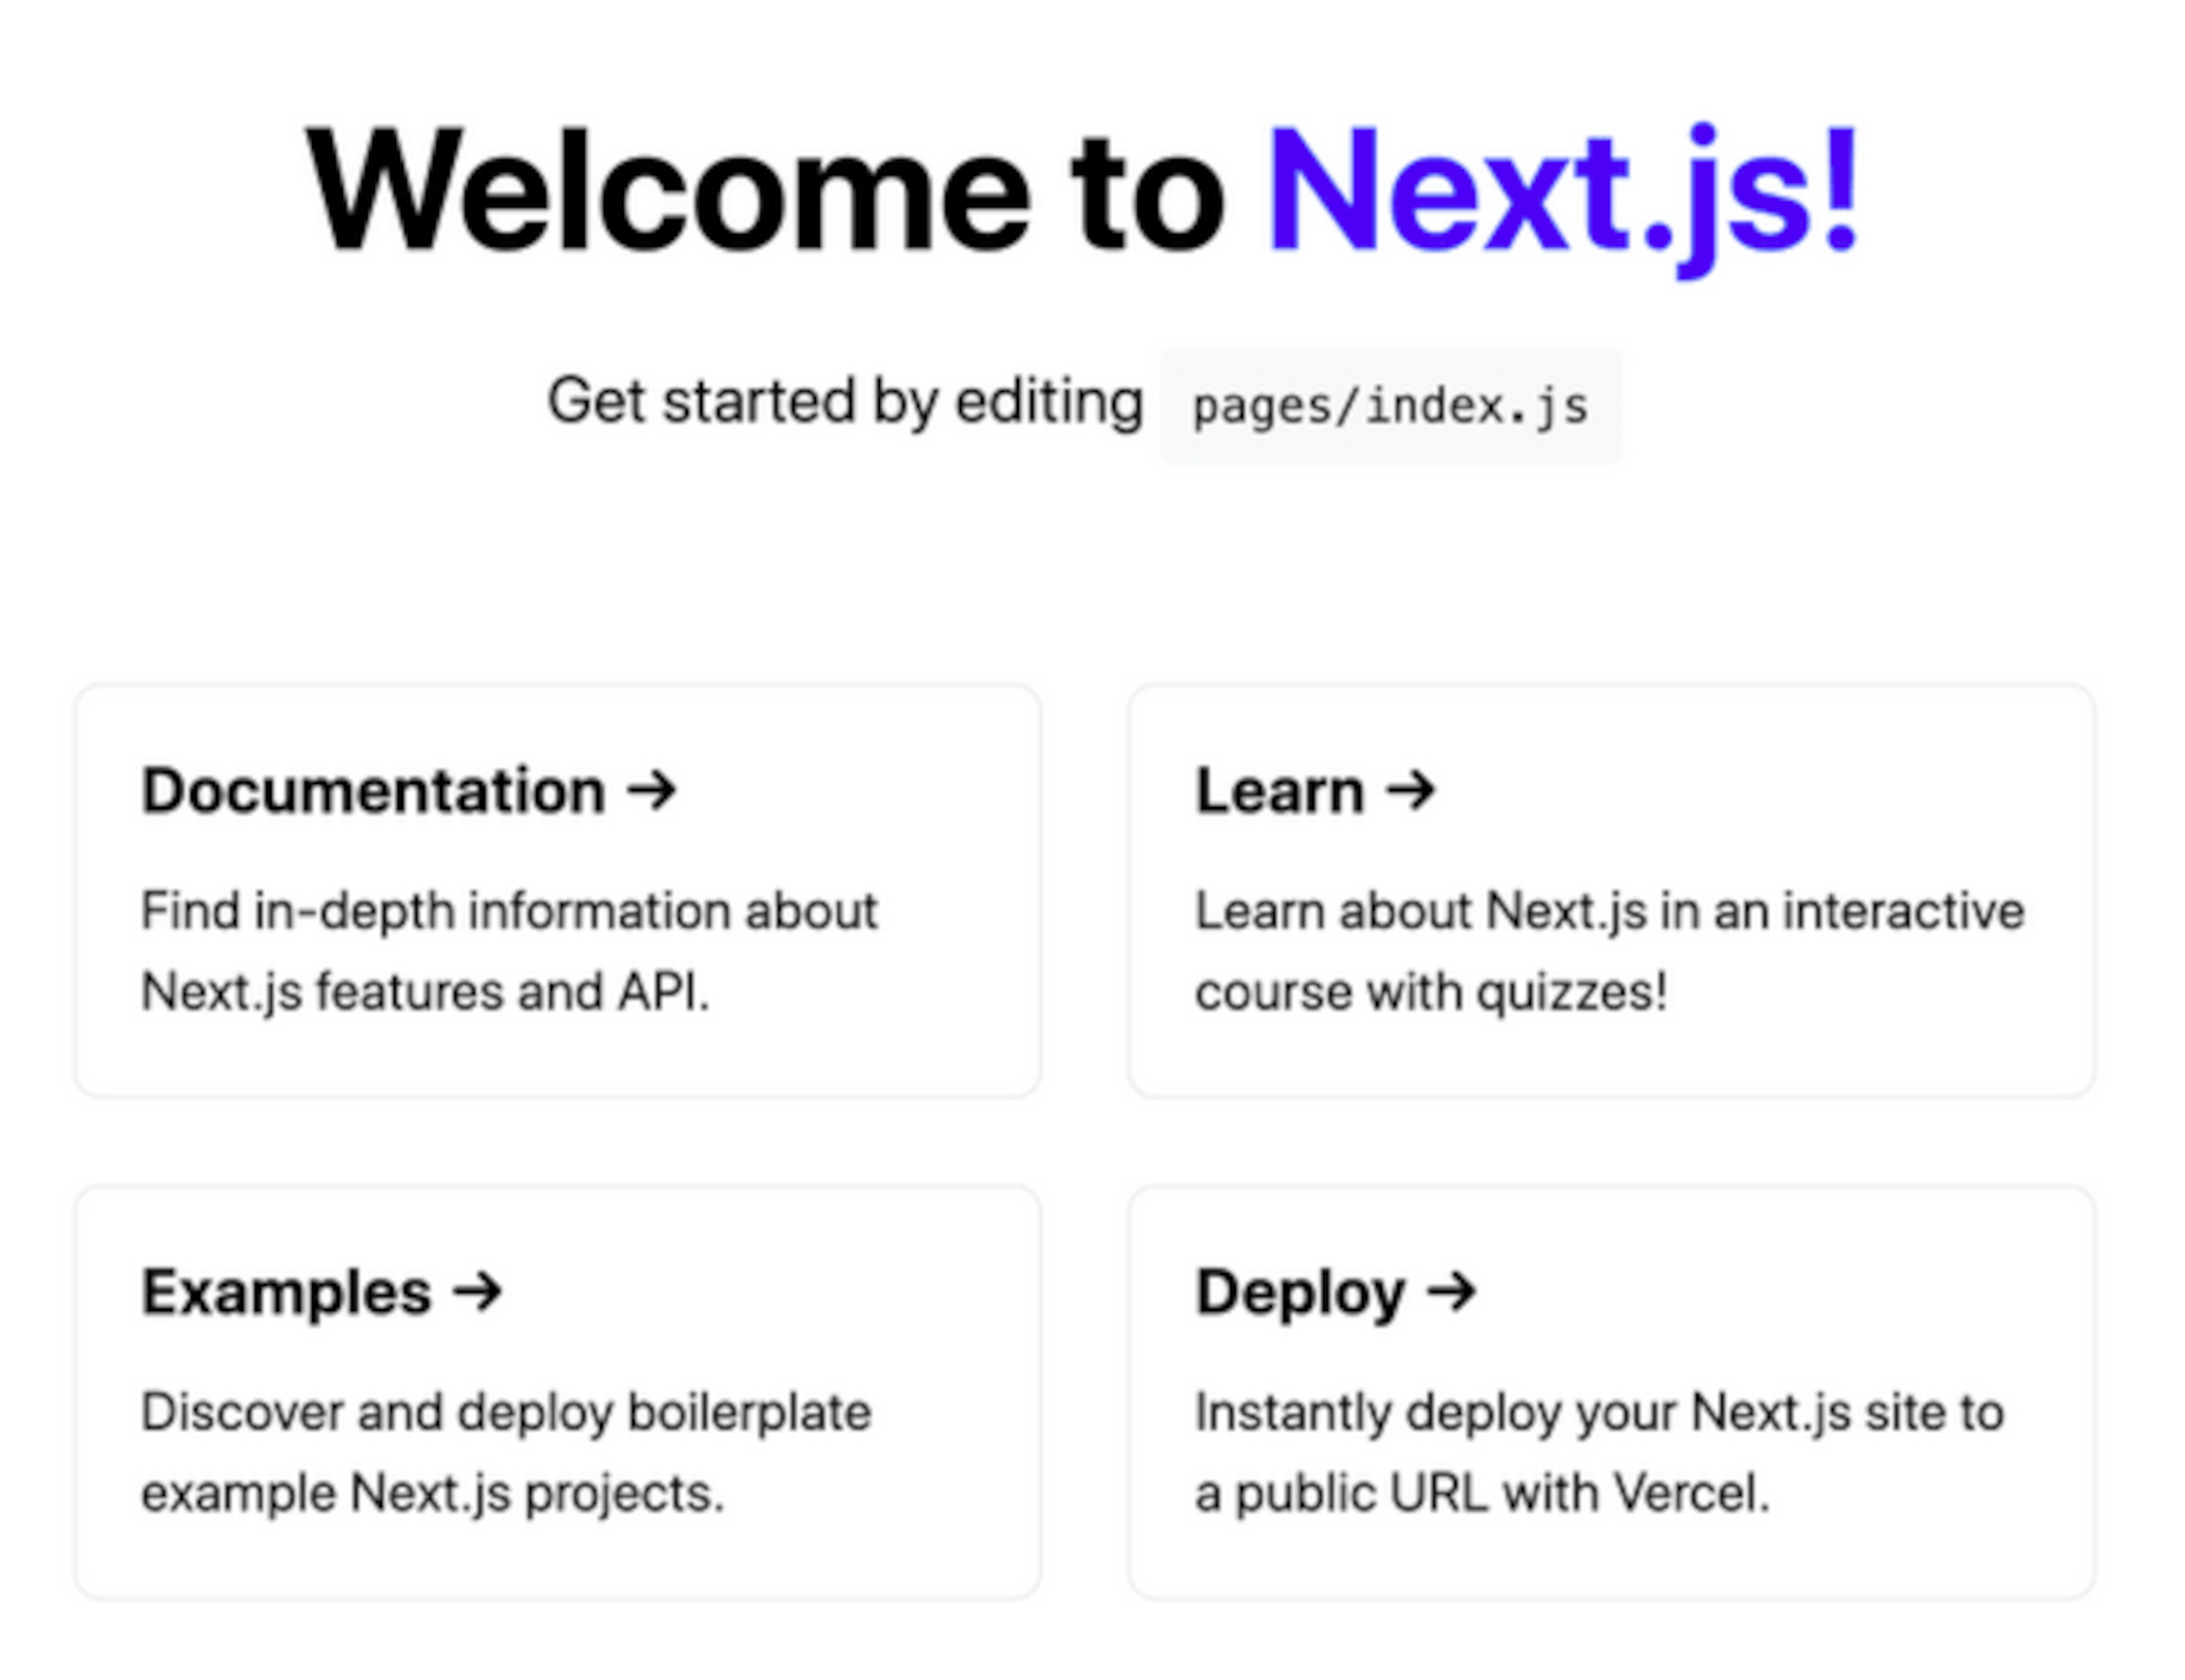 Welcome to Next.js!
Get started by editing pages/index.js
Documentation →
Find in-depth information about
Next.js features and API.
Learn →
Learn about Next.js in an interactive
course with quizzes!
Examples →
Discover and deploy boilerplate
example Next.js projects.
Deploy →
Instantly deploy your Next.js site to
a public URL with Vercel.